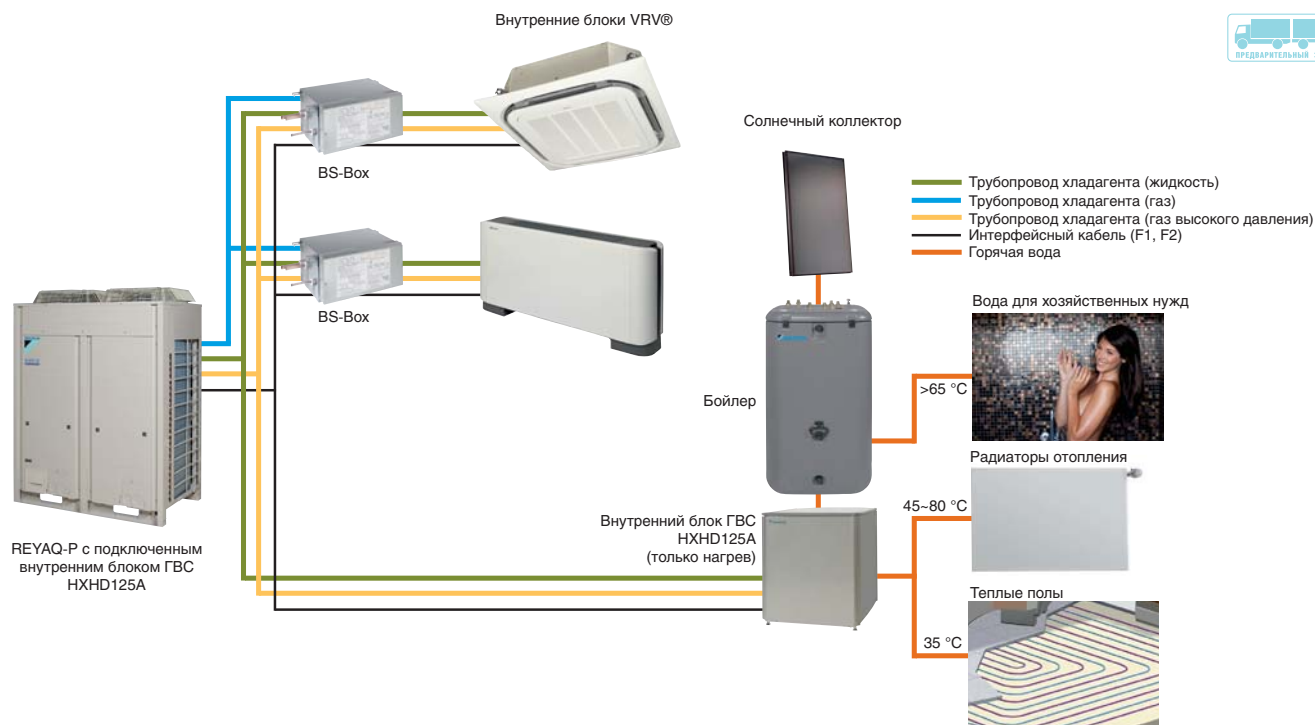 Внутренние блоки VRV®
ПРЕДВАРИТЕЛЬНЫЙ
BS-Box
Солнечный коллектор
Трубопровод хладагента (жидкость)
Трубопровод хладагента (газ)
Трубопровод хладагента (газ высокого давления)
Интерфейсный кабель (F1, F2)
Горячая вода
BS-Box
Вода для хозяйственных нужд
>65 °C
Бойлер
Радиаторы отопления
45~80 °C
Внутренний блок ГВС
HXHD125A
(только нагрев)
REYAQ-P с подключенным
внутренним блоком ГВС
HXHD125A
Теплые полы
35 °C